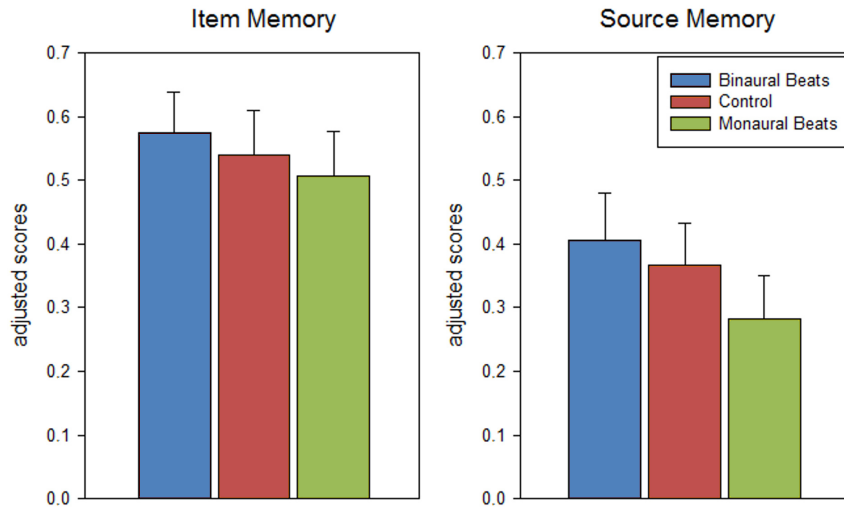 Item Memory
adjusted scores
0.7
0.6
0.5
0.4
0.3
0.2
0.1
0.0
Source Memory
adjusted scores
0.7
0.6
0.5
0.4
0.3
0.2
0.1
0.0
Binaural Beats
Control
Monaural Beats